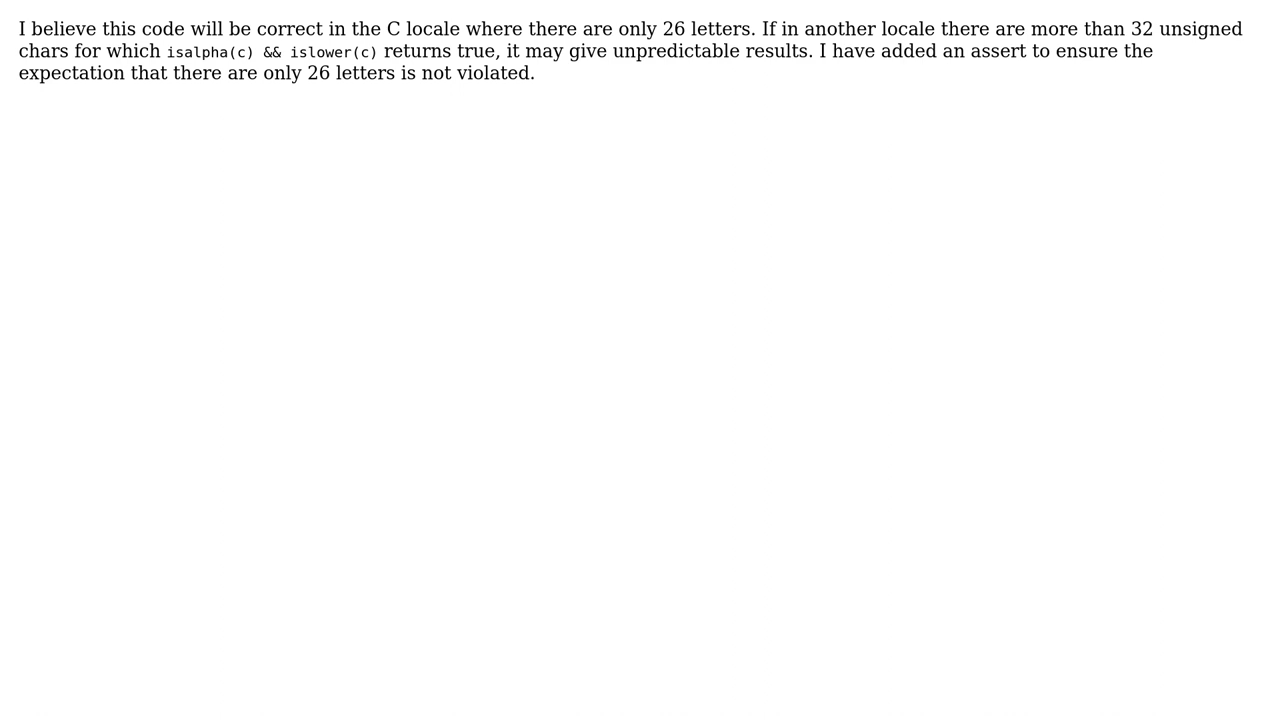 I believe this code will be correct in the C locale where there are only 26 letters. If in another locale there are more than 32 unsigned
chars for which isalpha(c) && islower(c) returns true, it may give unpredictable results. I have added an assert to ensure the
expectation that there are only 26 letters is not violated.